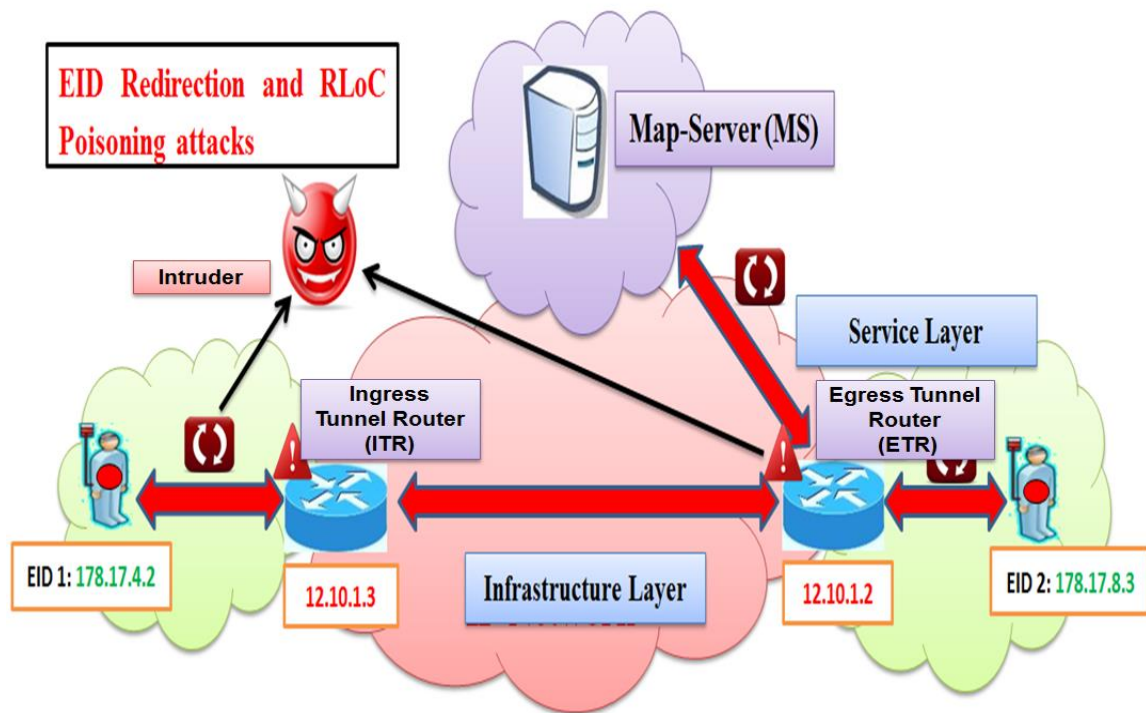 EID Redirection and RLoC
Poisoning attacks
Map-Server (MS)
Intruder
Service Layer
Ingress
Tunnel Router
(ITR)
Egress Tunnel
Router
(ETR)
!
!
EID 1: 178.17.4.2
12.10.1.3
Infrastructure Layer
12.10.1.2
EID 2: 178.17.8.3